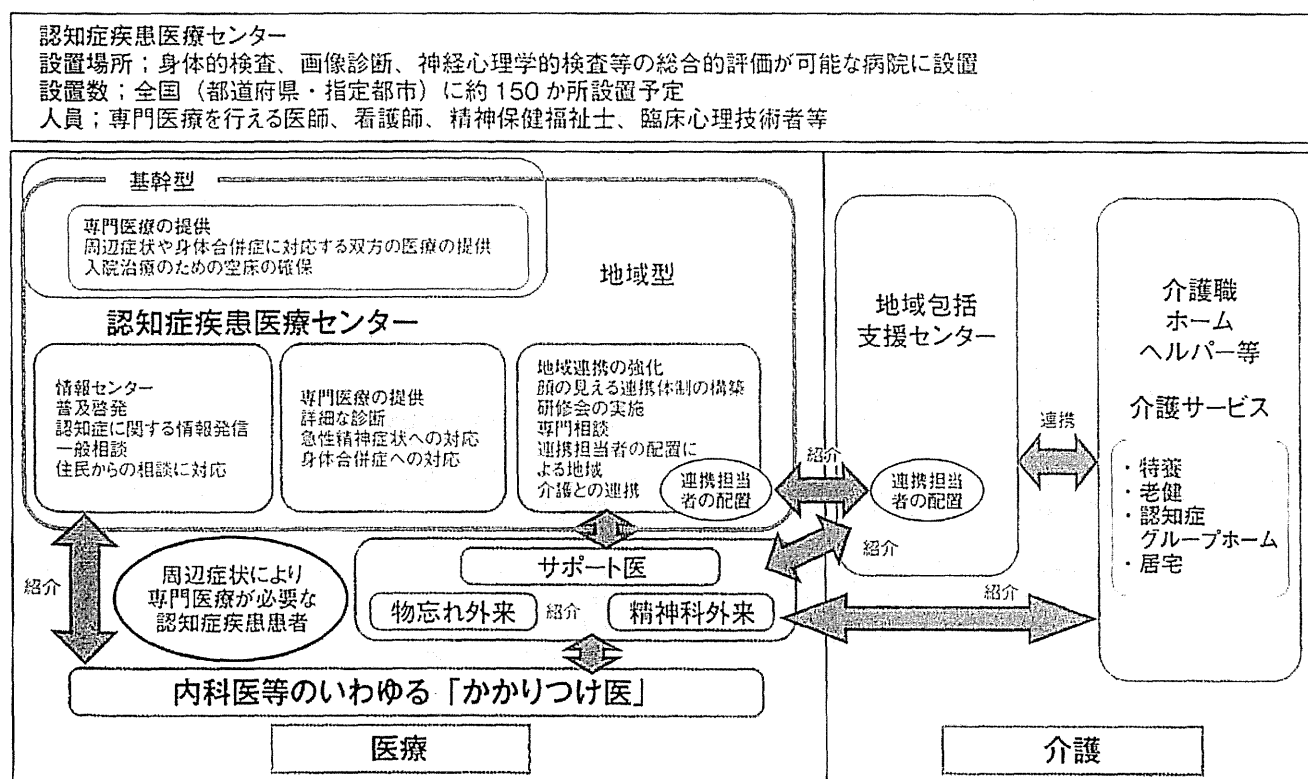 認知症疾患医療センター
設置場所；身体的検査、画像診断、神経心理学的検査等の総合的評価が可能な病院に設置
設置数；全国（都道府県・指定都市）に約150か所設置予定
人員；専門医療を行える医師、看護師、精神保健福祉士、臨床心理技術者等
基幹型
専門医療の提供
周辺症状や身体合併症に対応する双方の医療の提供
入院治療のための空床の確保
地域型
認知症疾患医療センター
情報センター
普及啓発
認知症に関する情報発信
一般相談
住民からの相談に対応
専門医療の提供
詳細な診断
急性精神症状への対応
身体合併症への対応
地域連携の強化
顔の見える連携体制の構築
研修会の実施
専門相談
連携担当者の配置に
よる地域
介護との連携
連携担当
者の配置
紹介
地域包括
支援センター
連携担当
者の配置
連携
介護職
ホーム
ヘルパー等
介護サービス
・特養
・老健
・認知症
グループホーム
・居宅
紹介
紹介
紹介
周辺症状により
専門医療が必要な
認知症疾患患者
サポート医
物忘れ外来
紹介
精神科外来
内科医等のいわゆる「かかりつけ医」
医療
介護